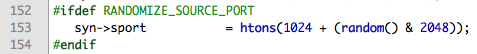 152 #ifdef RANDOMIZE_SOURCE_PORT
153 syn->sport = htons(1024 + (random() & 2048));
154 #endif